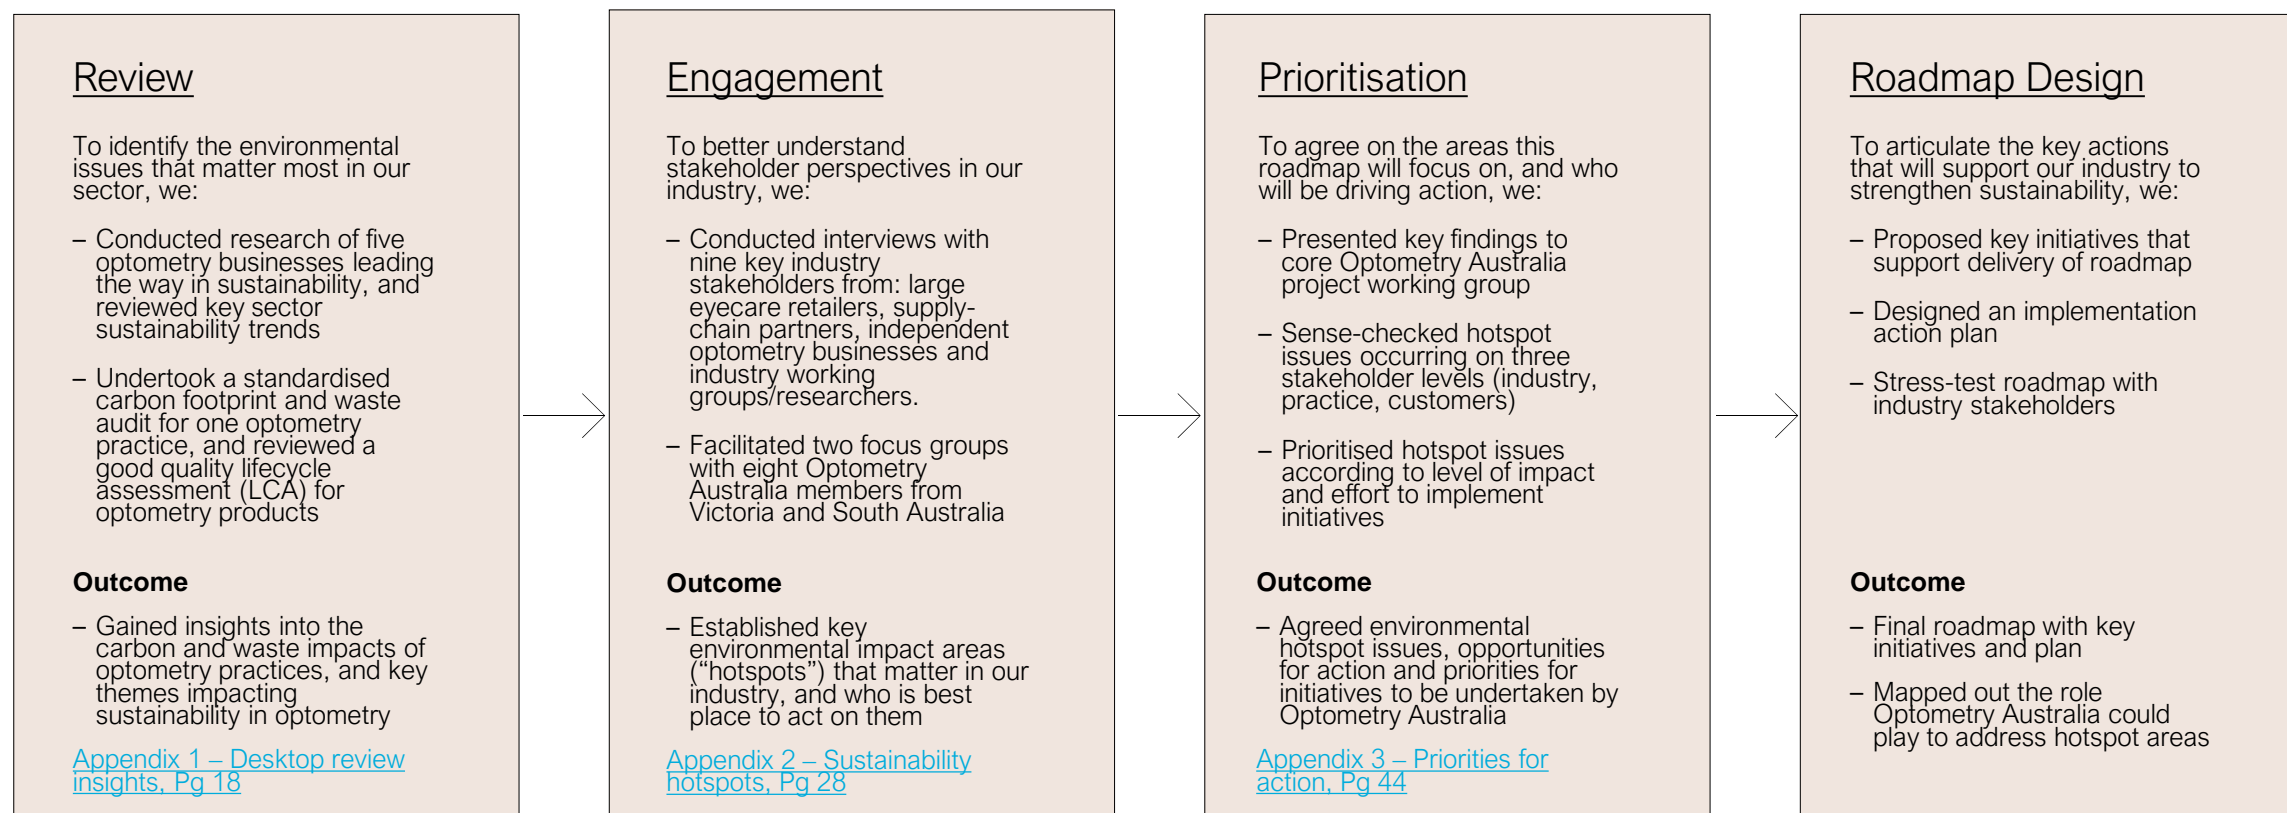 Review
To identify the environmental
issues that matter most in our
sector, we:
– Conducted research of five
optometry businesses leading
the way in sustainability, and
reviewed key sector
sustainability trends
– Undertook a standardised
carbon footprint and waste
audit for one optometry
practice, and reviewed a
good quality lifecycle
assessment (LCA) for
optometry products
Outcome
– Gained insights into the
carbon and waste impacts of
optometry practices, and key
themes impacting
sustainability in optometry
Appendix 1 – Desktop review
insights, Pg 18
Engagement
To better understand
stakeholder perspectives in our
industry, we:
– Conducted interviews with
nine key industry
stakeholders from: large
eyecare retailers, supply-
chain partners, independent
optometry businesses and
industry working
groups/researchers.
– Facilitated two focus groups
with eight Optometry
Australia members from
Victoria and South Australia
Outcome
– Established key
environmental impact areas
(“hotspots”) that matter in our
industry, and who is best
place to act on them
Appendix 2 – Sustainability
hotspots, Pg 28
Prioritisation
To agree on the areas this
roadmap will focus on, and who
will be driving action, we:
– Presented key findings to
core Optometry Australia
project working group
– Sense-checked hotspot
issues occurring on three
stakeholder levels (industry,
practice, customers)
– Prioritised hotspot issues
according to level of impact
and effort to implement
initiatives
Outcome
– Agreed environmental
hotspot issues, opportunities
for action and priorities for
initiatives to be undertaken by
Optometry Australia
Appendix 3 – Priorities for
action, Pg 44
Roadmap Design
To articulate the key actions
that will support our industry to
strengthen sustainability, we:
– Proposed key initiatives that
support delivery of roadmap
– Designed an implementation
action plan
– Stress-test roadmap with
industry stakeholders
Outcome
– Final roadmap with key
initiatives and plan
– Mapped out the role
Optometry Australia could
play to address hotspot areas